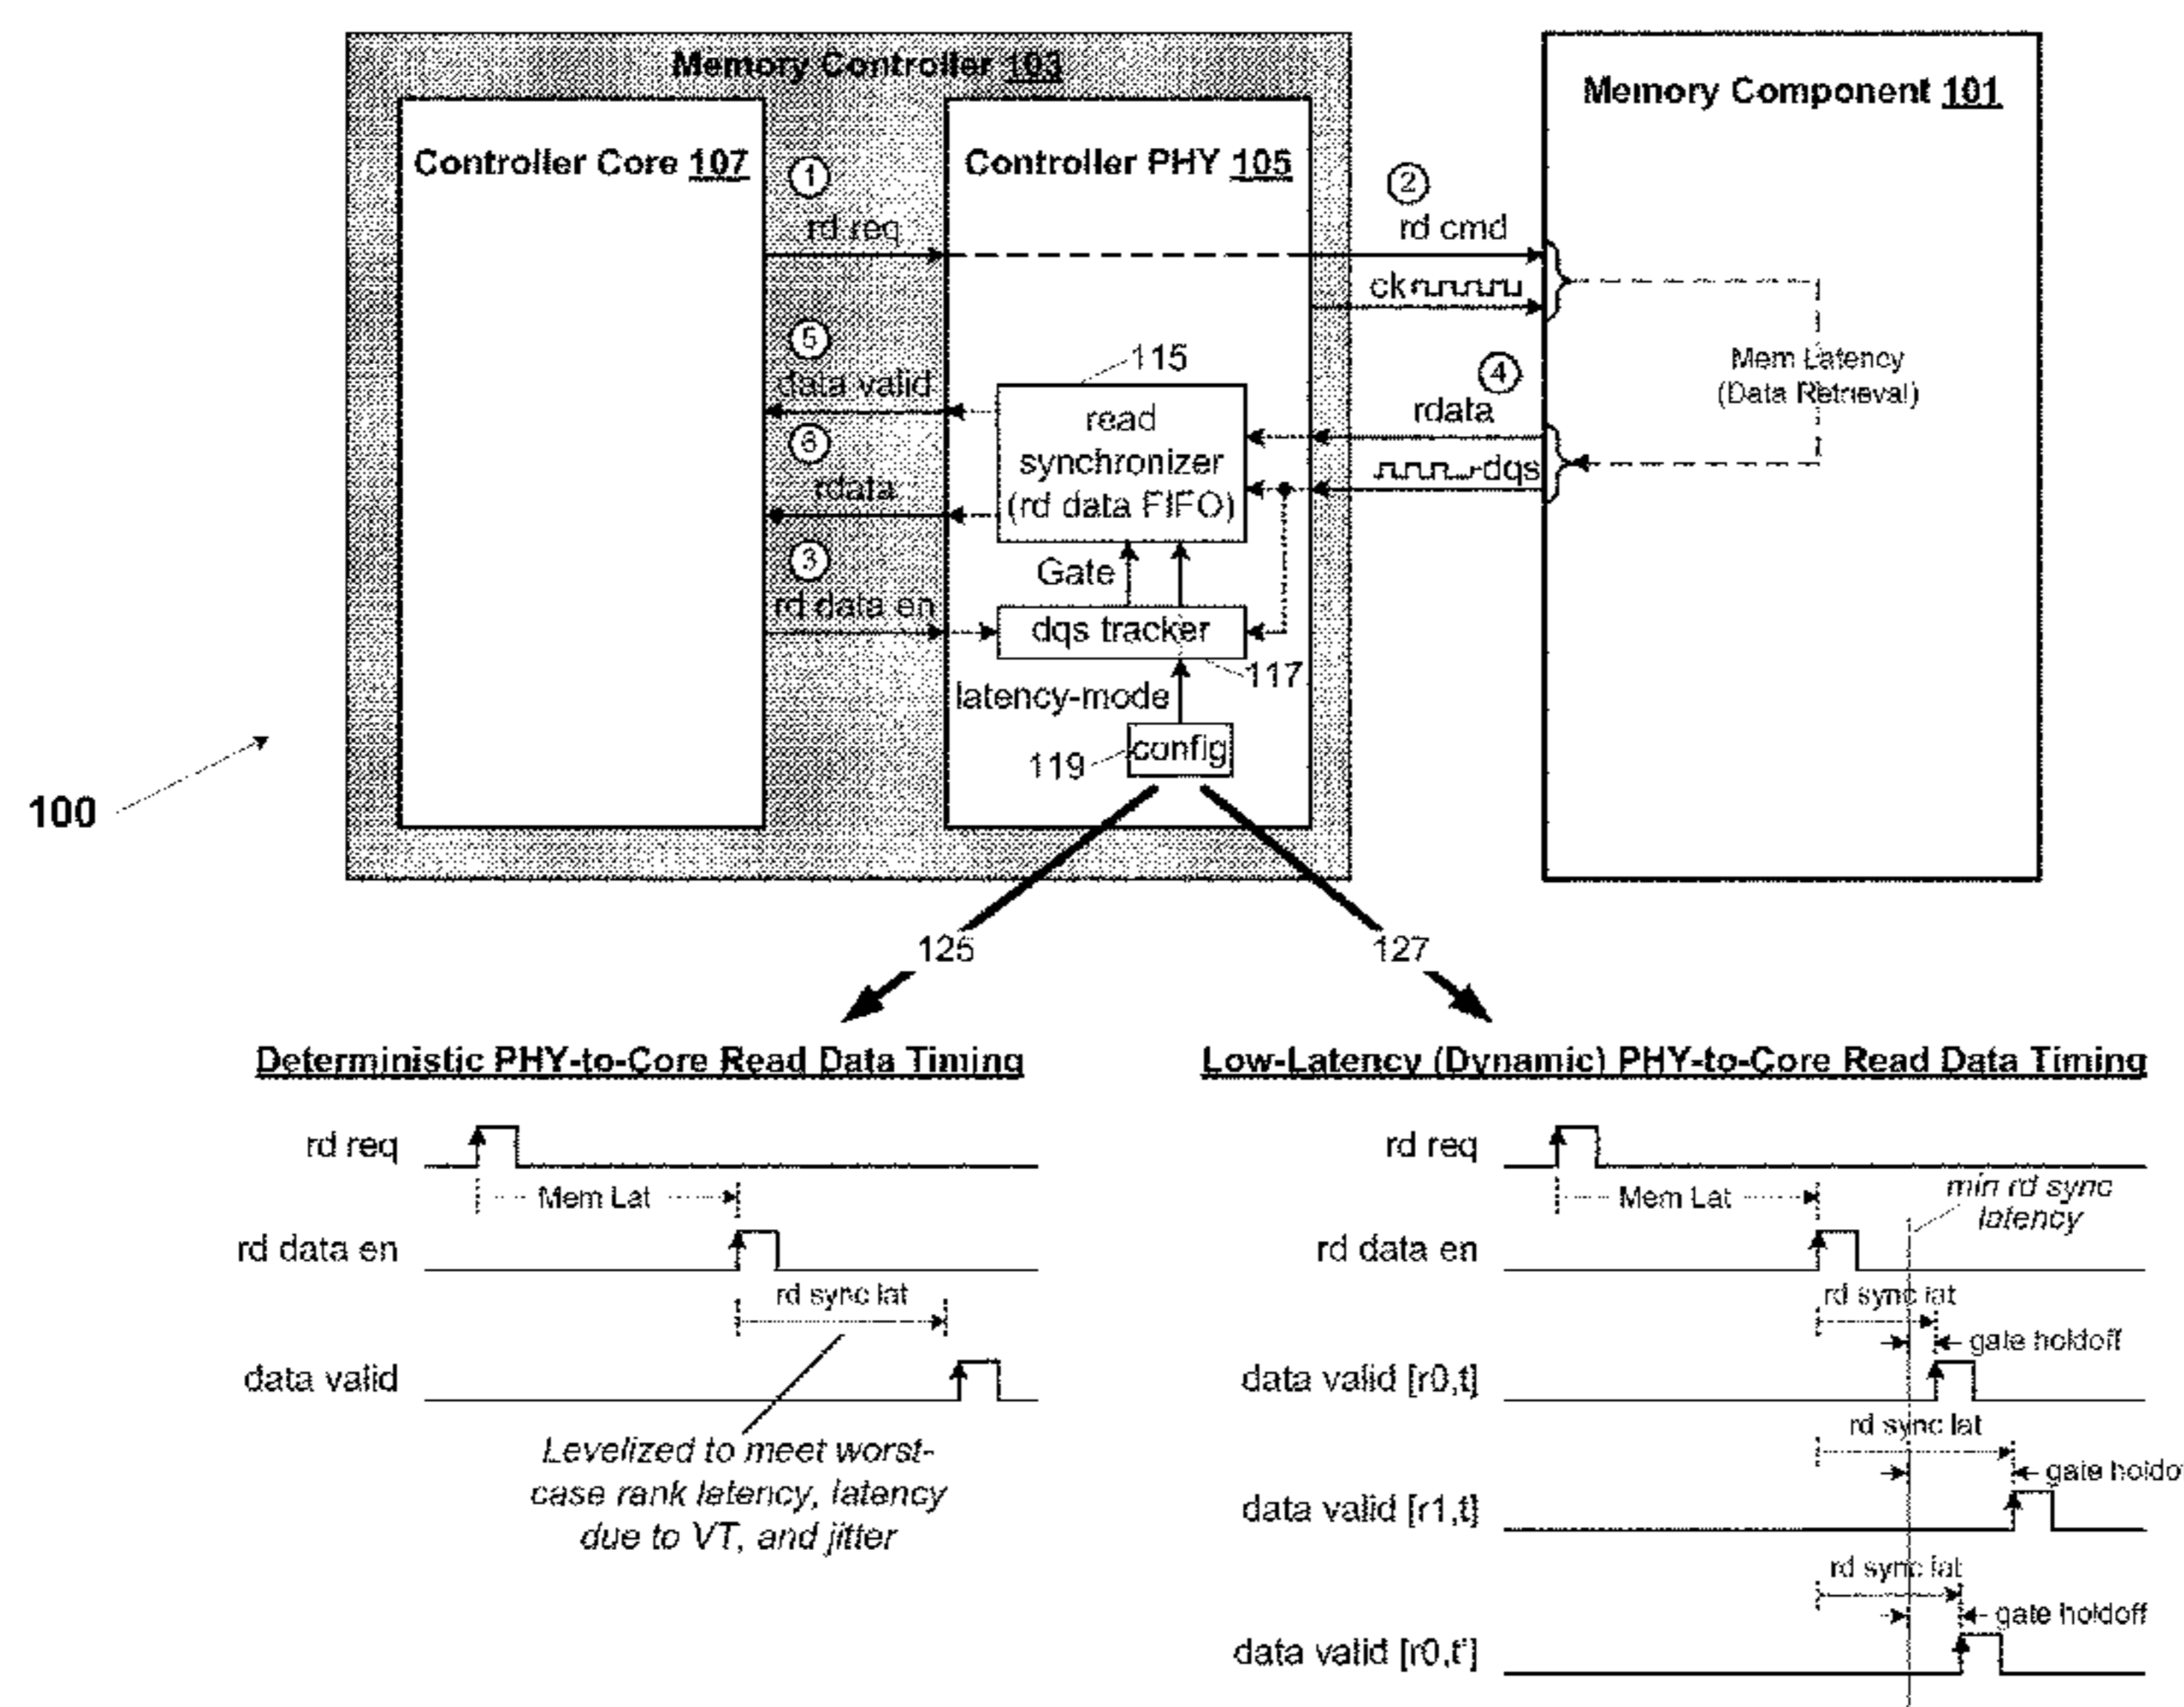 Memory Controller 103
Memory Component 101
Controller Core 107
Controller PHY 105
1
rd req
2
rd cmd
ck
5
data valid
115
read
synchronizer
(rd data FIFO)
4
rdata
dqs
Mem Latency
(Data Retrieval)
6
rdata
3
rd data en
Gate
dqs tracker
117
latency-mode
119
config
100
125
127
Deterministic PHY-to-Core Read Data Timing
rd req
Mem Lat
rd data en
rd sync lat
data valid
Levelized to meet worst-
case rank latency, latency
due to VT, and jitter
Low-Latency (Dynamic) PHY-to-Core Read Data Timing
rd req
Mem Lat
min rd sync
latency
rd data en
rd sync lat
gate holdoff
data valid [r0,t]
rd sync lat
gate holdo
data valid [r1,t]
rd sync lat
gate holdoff
data valid [r0,t']